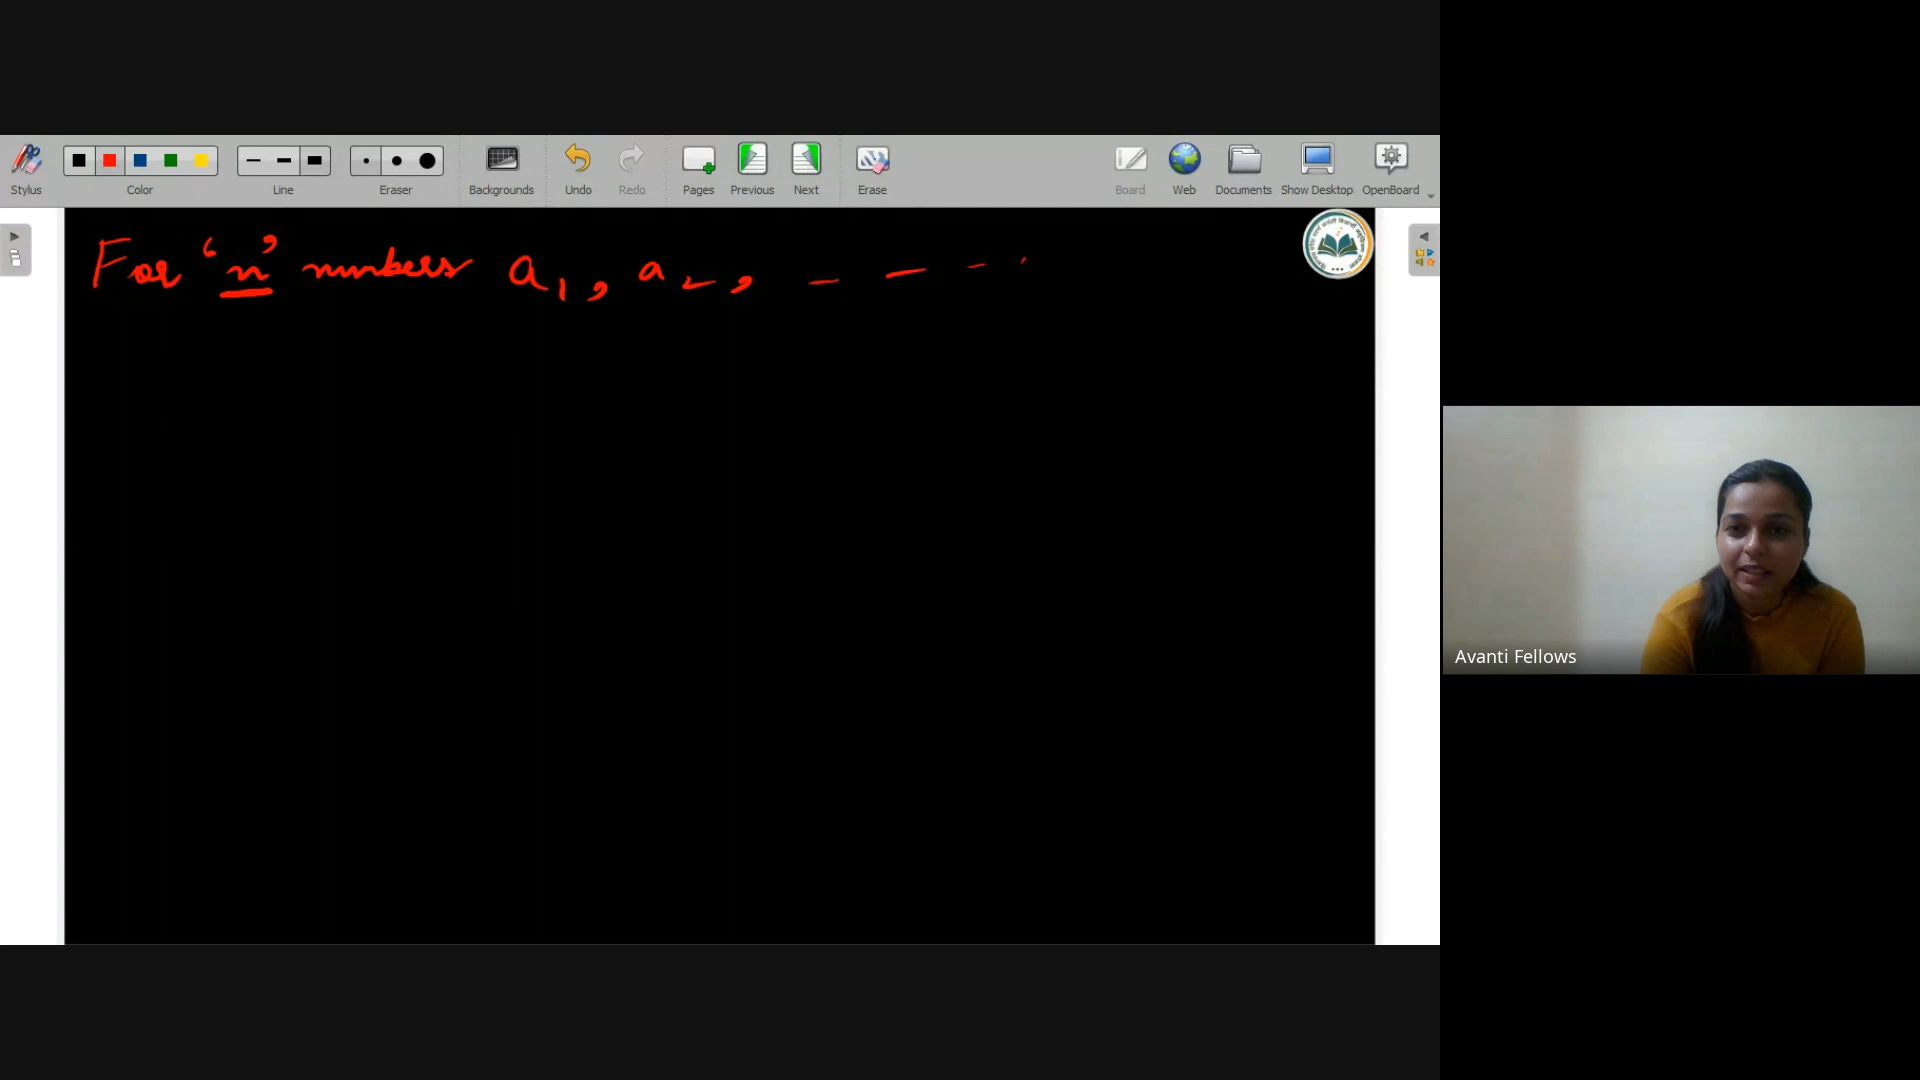 Stylus Color Line Eraser Backgrounds Undo Redo Pages Previous Next Erase Board Web Documents Show Desktop OpenBoard
For 'n' numbers a₁, a₂, _ _ - -
Avanti Fellows